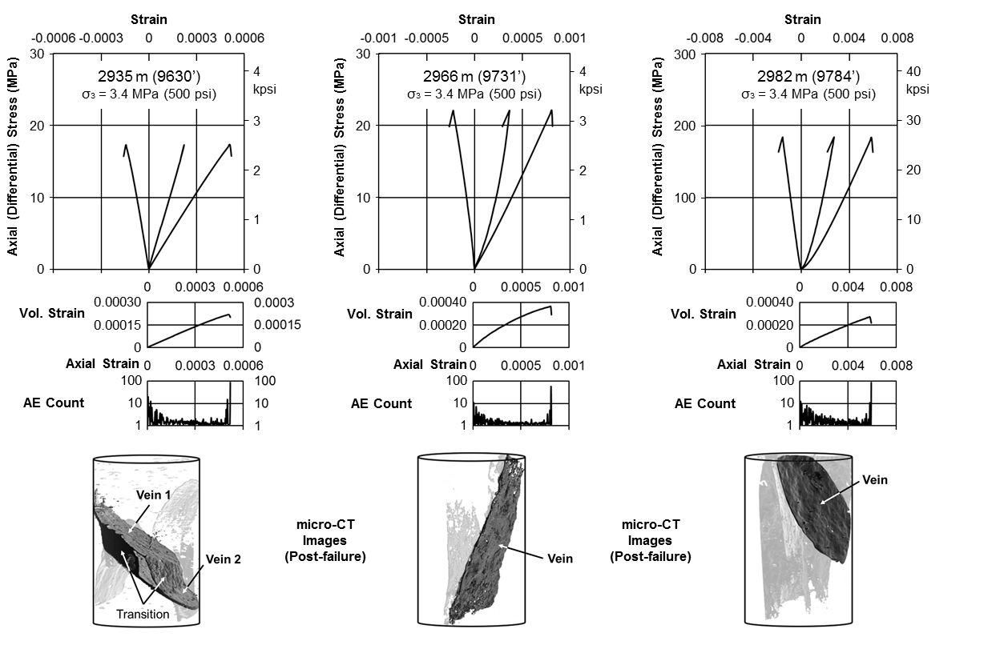 Strain
-0.0006 -0.0003 0 0.0003 0.0006
30
20
10
0
Axial (Differential) Stress (MPa)
2935 m (9630’)
σ3 = 3.4 MPa (500 psi)
4
kpsi
3
2
1
0
0 0.0003 0.0006
Vol. Strain
0.00030
0.00015
0
0.0003
0.00015
0
Axial Strain 0 0.0003 0.0006
AE Count
100
10
1
100
10
1
Vein 1
Vein 2
Transition
Strain
-0.001 -0.0005 0 0.0005 0.001
30
20
10
0
Axial (Differential) Stress (MPa)
2966 m (9731’)
σ3 = 3.4 MPa (500 psi)
4
kpsi
3
2
1
0
0 0.0005 0.001
Vol. Strain
0.00040
0.00020
0
Axial Strain 0 0.0005 0.001
AE Count
100
10
1
micro-CT
Images
(Post-failure)
Vein
Strain
-0.008 -0.004 0 0.004 0.008
300
200
100
0
Axial (Differential) Stress (MPa)
2982 m (9784’)
σ3 = 3.4 MPa (500 psi)
40
kpsi
30
20
10
0
0 0.004 0.008
Vol. Strain
0.00040
0.00020
0
Axial Strain 0 0.004 0.008
AE Count
100
10
1
micro-CT
Images
(Post-failure)
Vein